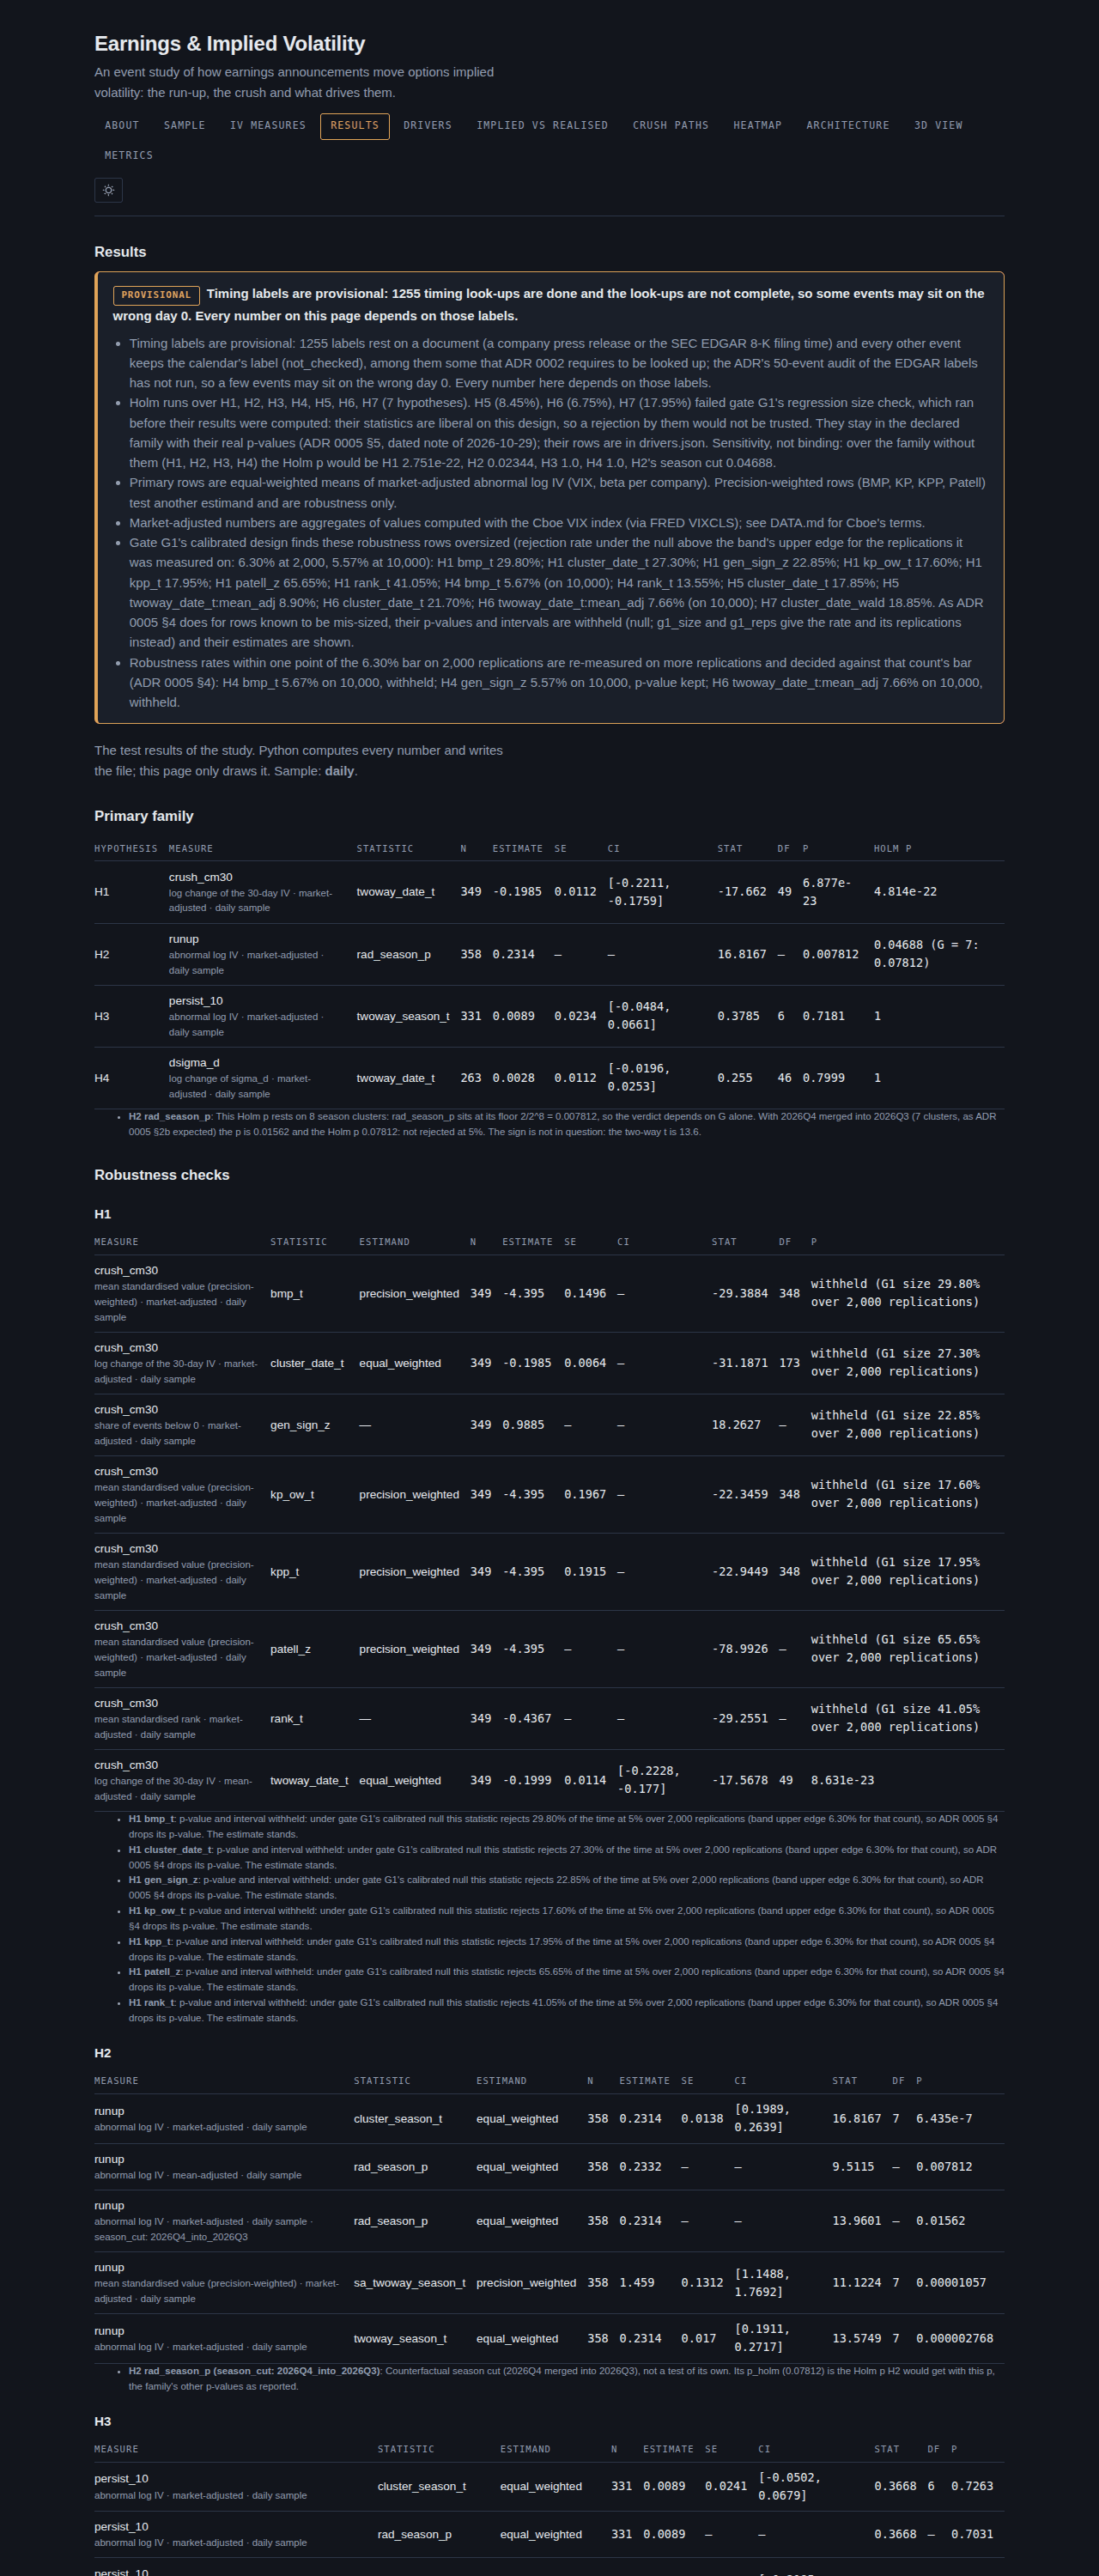 Earnings & Implied Volatility
An event study of how earnings announcements move options implied
volatility: the run-up, the crush and what drives them.
ABOUT SAMPLE IV MEASURES RESULTS DRIVERS IMPLIED VS REALISED CRUSH PATHS HEATMAP ARCHITECTURE 3D VIEW
METRICS
Results
PROVISIONAL Timing labels are provisional: 1255 timing look-ups are done and the look-ups are not complete, so some events may sit on the
wrong day 0. Every number on this page depends on those labels.
• Timing labels are provisional: 1255 labels rest on a document (a company press release or the SEC EDGAR 8-K filing time) and every other event
keeps the calendar's label (not_checked), among them some that ADR 0002 requires to be looked up; the ADR's 50-event audit of the EDGAR labels
has not run, so a few events may sit on the wrong day 0. Every number here depends on those labels.
• Holm runs over H1, H2, H3, H4, H5, H6, H7 (7 hypotheses). H5 (8.45%), H6 (6.75%), H7 (17.95%) failed gate G1's regression size check, which ran
before their results were computed: their statistics are liberal on this design, so a rejection by them would not be trusted. They stay in the declared
family with their real p-values (ADR 0005 §5, dated note of 2026-10-29); their rows are in drivers.json. Sensitivity, not binding: over the family without
them (H1, H2, H3, H4) the Holm p would be H1 2.751e-22, H2 0.02344, H3 1.0, H4 1.0, H2's season cut 0.04688.
• Primary rows are equal-weighted means of market-adjusted abnormal log IV (VIX, beta per company). Precision-weighted rows (BMP, KP, KPP, Patell)
test another estimand and are robustness only.
• Market-adjusted numbers are aggregates of values computed with the Cboe VIX index (via FRED VIXCLS); see DATA.md for Cboe's terms.
• Gate G1's calibrated design finds these robustness rows oversized (rejection rate under the null above the band's upper edge for the replications it
was measured on: 6.30% at 2,000, 5.57% at 10,000): H1 bmp_t 29.80%; H1 cluster_date_t 27.30%; H1 gen_sign_z 22.85%; H1 kp_ow_t 17.60%; H1
kpp_t 17.95%; H1 patell_z 65.65%; H1 rank_t 41.05%; H4 bmp_t 5.67% (on 10,000); H4 rank_t 13.55%; H5 cluster_date_t 17.85%; H5
twoway_date_t:mean_adj 8.90%; H6 cluster_date_t 21.70%; H6 twoway_date_t:mean_adj 7.66% (on 10,000); H7 cluster_date_wald 18.85%. As ADR
0005 §4 does for rows known to be mis-sized, their p-values and intervals are withheld (null; g1_size and g1_reps give the rate and its replications
instead) and their estimates are shown.
• Robustness rates within one point of the 6.30% bar on 2,000 replications are re-measured on more replications and decided against that count's bar
(ADR 0005 §4): H4 bmp_t 5.67% on 10,000, withheld; H4 gen_sign_z 5.57% on 10,000, p-value kept; H6 twoway_date_t:mean_adj 7.66% on 10,000,
withheld.
The test results of the study. Python computes every number and writes
the file; this page only draws it. Sample: daily.
Primary family
HYPOTHESIS MEASURE STATISTIC N ESTIMATE SE CI STAT DF P HOLM P
H1 crush_cm30 twoway_date_t 349 -0.1985 0.0112 [-0.2211, -0.1759] -17.662 49 6.877e-23 4.814e-22
log change of the 30-day IV · market-
adjusted · daily sample
H2 runup rad_season_p 358 0.2314 – – 16.8167 – 0.007812 0.04688 (G = 7: 0.07812)
abnormal log IV · market-adjusted ·
daily sample
H3 persist_10 twoway_season_t 331 0.0089 0.0234 [-0.0484, 0.0661] 0.3785 6 0.7181 1
abnormal log IV · market-adjusted ·
daily sample
H4 dsigma_d twoway_date_t 263 0.0028 0.0112 [-0.0196, 0.0253] 0.255 46 0.7999 1
log change of sigma_d · market-
adjusted · daily sample
• H2 rad_season_p: This Holm p rests on 8 season clusters: rad_season_p sits at its floor 2/2^8 = 0.007812, so the verdict depends on G alone. With 2026Q4 merged into 2026Q3 (7 clusters, as ADR
0005 §2b expected) the p is 0.01562 and the Holm p 0.07812: not rejected at 5%. The sign is not in question: the two-way t is 13.6.
Robustness checks
H1
MEASURE STATISTIC ESTIMAND N ESTIMATE SE CI STAT DF P
crush_cm30 bmp_t precision_weighted 349 -4.395 0.1496 – -29.3884 348 withheld (G1 size 29.80% over 2,000 replications)
mean standardised value (precision-
weighted) · market-adjusted · daily
sample
crush_cm30 cluster_date_t equal_weighted 349 -0.1985 0.0064 – -31.1871 173 withheld (G1 size 27.30% over 2,000 replications)
log change of the 30-day IV · market-
adjusted · daily sample
crush_cm30 gen_sign_z — 349 0.9885 – – 18.2627 – withheld (G1 size 22.85% over 2,000 replications)
share of events below 0 · market-
adjusted · daily sample
crush_cm30 kp_ow_t precision_weighted 349 -4.395 0.1967 – -22.3459 348 withheld (G1 size 17.60% over 2,000 replications)
mean standardised value (precision-
weighted) · market-adjusted · daily
sample
crush_cm30 kpp_t precision_weighted 349 -4.395 0.1915 – -22.9449 348 withheld (G1 size 17.95% over 2,000 replications)
mean standardised value (precision-
weighted) · market-adjusted · daily
sample
crush_cm30 patell_z precision_weighted 349 -4.395 – – -78.9926 – withheld (G1 size 65.65% over 2,000 replications)
mean standardised value (precision-
weighted) · market-adjusted · daily
sample
crush_cm30 rank_t — 349 -0.4367 – – -29.2551 – withheld (G1 size 41.05% over 2,000 replications)
mean standardised rank · market-
adjusted · daily sample
crush_cm30 twoway_date_t equal_weighted 349 -0.1999 0.0114 [-0.2228, -0.177] -17.5678 49 8.631e-23
log change of the 30-day IV · mean-
adjusted · daily sample
• H1 bmp_t: p-value and interval withheld: under gate G1's calibrated null this statistic rejects 29.80% of the time at 5% over 2,000 replications (band upper edge 6.30% for that count), so ADR 0005 §4
drops its p-value. The estimate stands.
• H1 cluster_date_t: p-value and interval withheld: under gate G1's calibrated null this statistic rejects 27.30% of the time at 5% over 2,000 replications (band upper edge 6.30% for that count), so ADR
0005 §4 drops its p-value. The estimate stands.
• H1 gen_sign_z: p-value and interval withheld: under gate G1's calibrated null this statistic rejects 22.85% of the time at 5% over 2,000 replications (band upper edge 6.30% for that count), so ADR
0005 §4 drops its p-value. The estimate stands.
• H1 kp_ow_t: p-value and interval withheld: under gate G1's calibrated null this statistic rejects 17.60% of the time at 5% over 2,000 replications (band upper edge 6.30% for that count), so ADR 0005
§4 drops its p-value. The estimate stands.
• H1 kpp_t: p-value and interval withheld: under gate G1's calibrated null this statistic rejects 17.95% of the time at 5% over 2,000 replications (band upper edge 6.30% for that count), so ADR 0005 §4
drops its p-value. The estimate stands.
• H1 patell_z: p-value and interval withheld: under gate G1's calibrated null this statistic rejects 65.65% of the time at 5% over 2,000 replications (band upper edge 6.30% for that count), so ADR 0005 §4
drops its p-value. The estimate stands.
• H1 rank_t: p-value and interval withheld: under gate G1's calibrated null this statistic rejects 41.05% of the time at 5% over 2,000 replications (band upper edge 6.30% for that count), so ADR 0005 §4
drops its p-value. The estimate stands.
H2
MEASURE STATISTIC ESTIMAND N ESTIMATE SE CI STAT DF P
runup cluster_season_t equal_weighted 358 0.2314 0.0138 [0.1989, 0.2639] 16.8167 7 6.435e-7
abnormal log IV · market-adjusted · daily sample
runup rad_season_p equal_weighted 358 0.2332 – – 9.5115 – 0.007812
abnormal log IV · mean-adjusted · daily sample
runup rad_season_p equal_weighted 358 0.2314 – – 13.9601 – 0.01562
abnormal log IV · market-adjusted · daily sample ·
season_cut: 2026Q4_into_2026Q3
runup sa_twoway_season_t precision_weighted 358 1.459 0.1312 [1.1488, 1.7692] 11.1224 7 0.00001057
mean standardised value (precision-weighted) · market-
adjusted · daily sample
runup twoway_season_t equal_weighted 358 0.2314 0.017 [0.1911, 0.2717] 13.5749 7 0.000002768
abnormal log IV · market-adjusted · daily sample
• H2 rad_season_p (season_cut: 2026Q4_into_2026Q3): Counterfactual season cut (2026Q4 merged into 2026Q3), not a test of its own. Its p_holm (0.07812) is the Holm p H2 would get with this p,
the family's other p-values as reported.
H3
MEASURE STATISTIC ESTIMAND N ESTIMATE SE CI STAT DF P
persist_10 cluster_season_t equal_weighted 331 0.0089 0.0241 [-0.0502, 0.0679] 0.3668 6 0.7263
abnormal log IV · market-adjusted · daily sample
persist_10 rad_season_p equal_weighted 331 0.0089 – – 0.3668 – 0.7031
abnormal log IV · market-adjusted · daily sample
persist_10